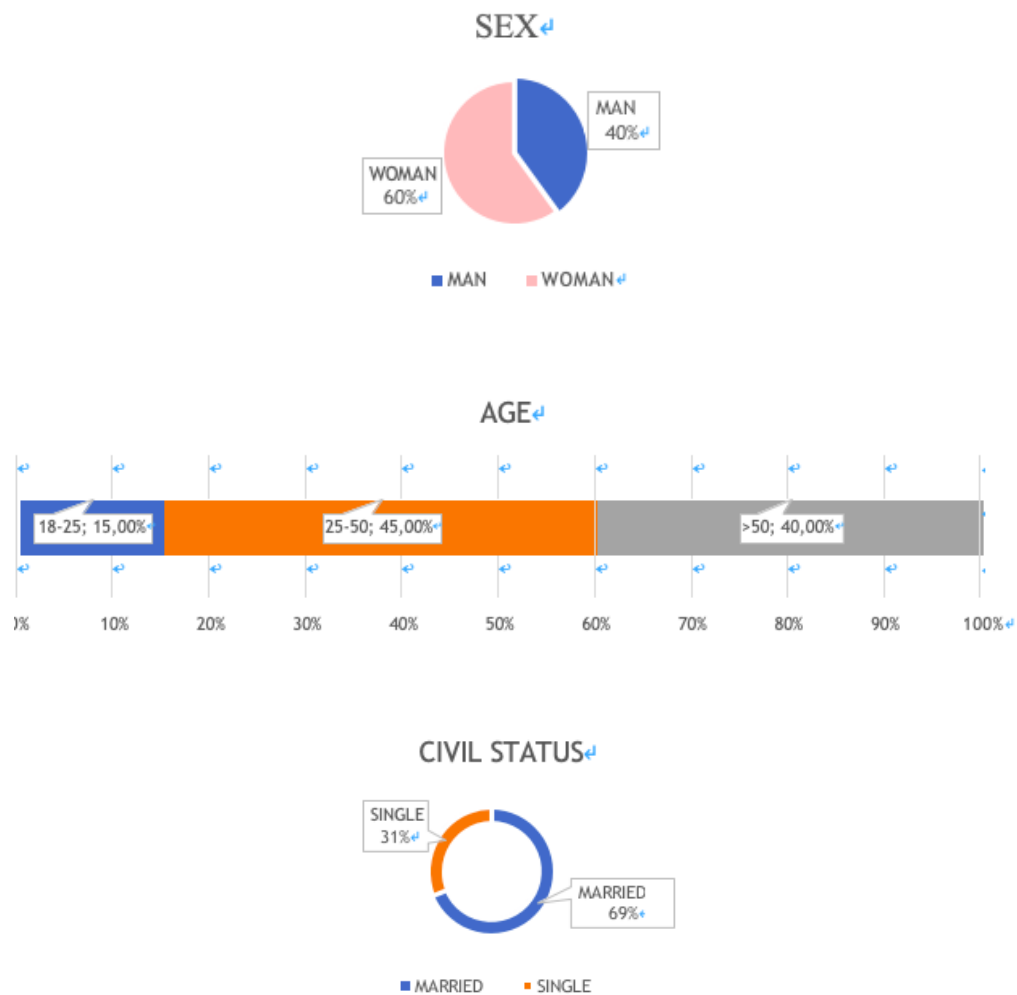 SEX
MAN
40%
WOMAN
60%
MAN WOMAN
AGE
18-25; 15,00% 25-50; 45,00% >50; 40,00%
10% 20% 30% 40% 50% 60% 70% 80% 90% 100%
CIVIL STATUS
SINGLE
31%
MARRIED
69%
MARRIED SINGLE